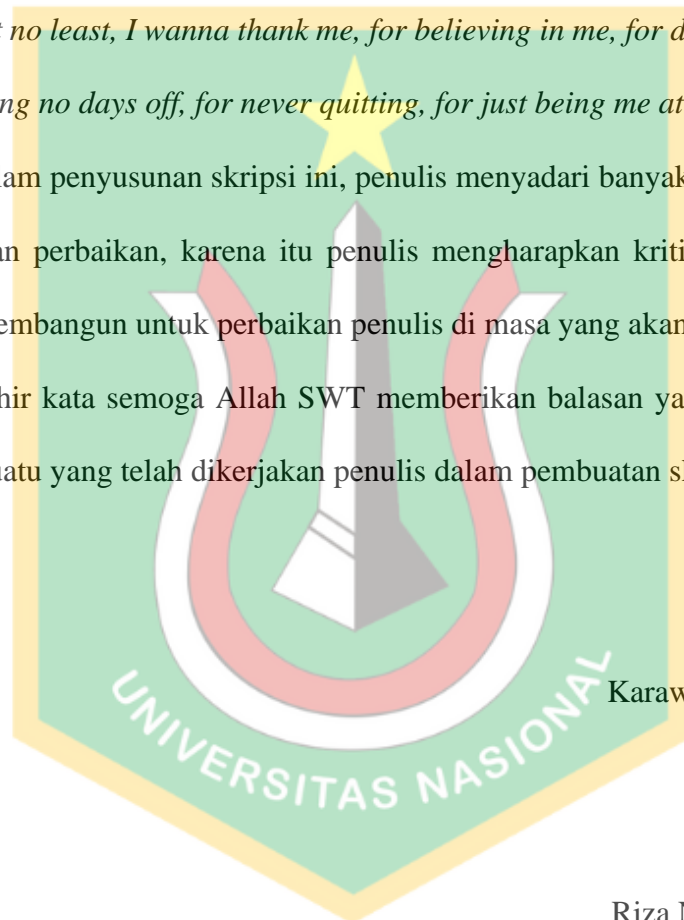 t no least, I wanna thank me, for believing in me, for d
ng no days off, for never quitting, for just being me at
lam penyusunan skripsi ini, penulis menyadari banyak
an perbaikan, karena itu penulis mengharapkan kriti
embangun untuk perbaikan penulis di masa yang akan
hir kata semoga Allah SWT memberikan balasan ya
uatu yang telah dikerjakan penulis dalam pembuatan sk
Karaw
UNIVERSITAS NASIONAL
Riza M